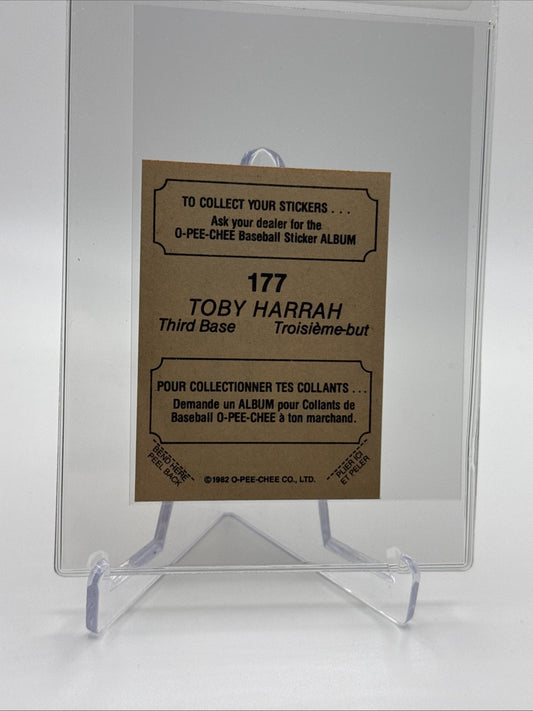 TO COLLECT YOUR STICKERS . . .
Ask your dealer for the
O-PEE-CHEE Baseball Sticker ALBUM
177
TOBY HARRAH
Third Base Troisième-but
POUR COLLECTIONNER TES COLLANTS . . .
Demande un ALBUM pour Collants de
Baseball O-PEE-CHEE à ton marchand.
BEND HERE
PEEL BACK
©1982 O-PEE-CHEE CO., LTD.
PLIER ICI
ET PELER